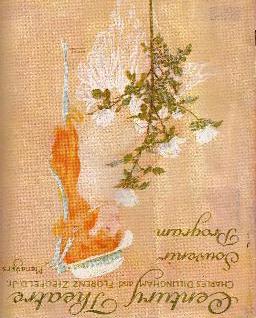 Century Theatre
CHARLES DILLINGHAM and FLORENZ ZIEGFELD, Jr.
Managers
Souvenir
Program